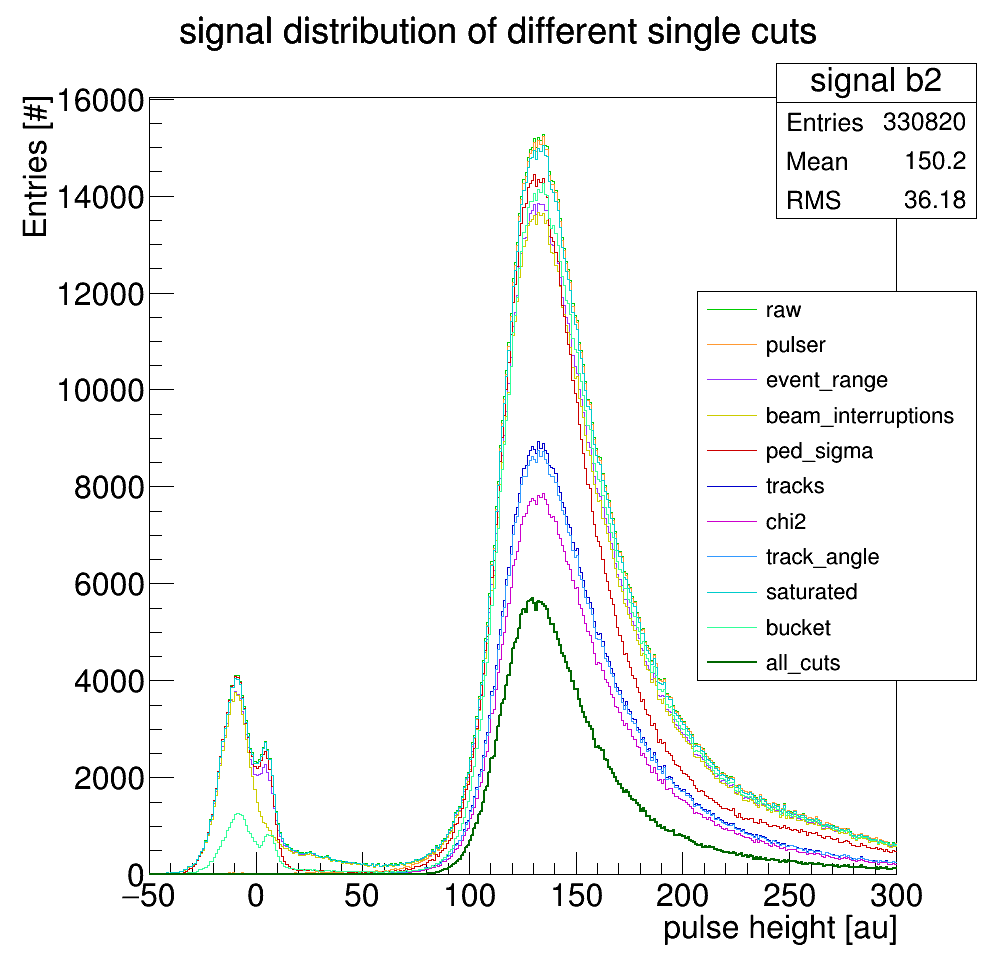 signal distribution of different single cuts
signal b2
Entries 330820
Mean 150.2
RMS 36.18
Entries [#]
16000
14000
12000
10000
8000
6000
4000
2000
0
−50 0 50 100 150 200 250 300
pulse height [au]
raw
pulser
event_range
beam_interruptions
ped_sigma
tracks
chi2
track_angle
saturated
bucket
all_cuts